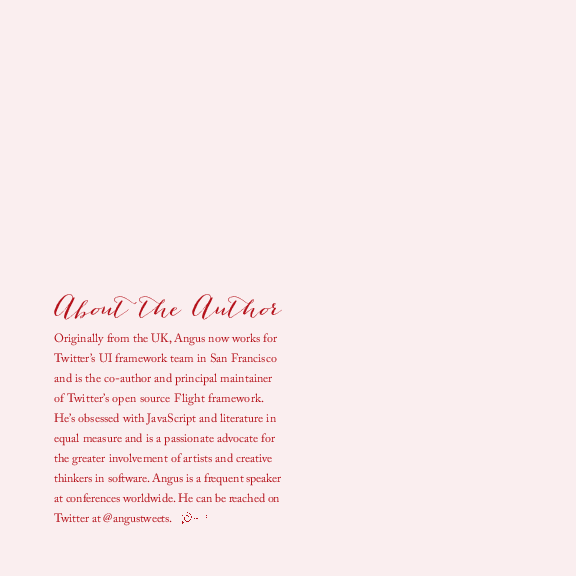 About the Author
Originally from the UK, Angus now works for
Twitter's UI framework team in San Francisco
and is the co-author and principal maintainer
of Twitter's open source Flight framework.
He's obsessed with JavaScript and literature in
equal measure and is a passionate advocate for
the greater involvement of artists and creative
thinkers in software. Angus is a frequent speaker
at conferences worldwide. He can be reached on
Twitter at @angustweets.